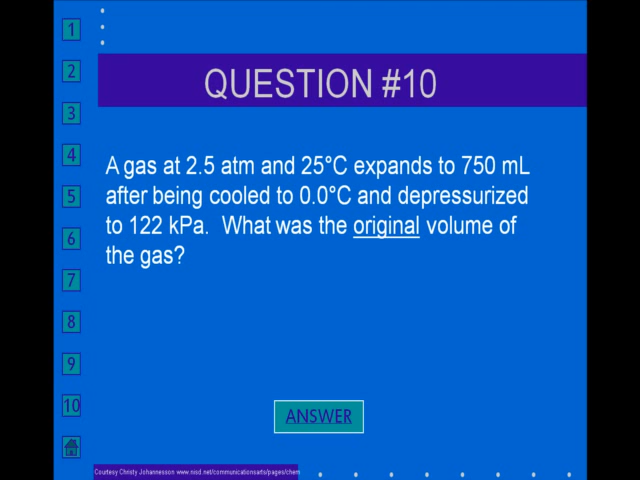 1
2
3
4
5
6
7
8
9
10
QUESTION #10
A gas at 2.5 atm and 25°C expands to 750 mL
after being cooled to 0.0°C and depressurized
to 122 kPa.  What was the original volume of
the gas?
ANSWER
Courtesy Christy Johannesson www.nisd.net/communicationsarts/pages/chem